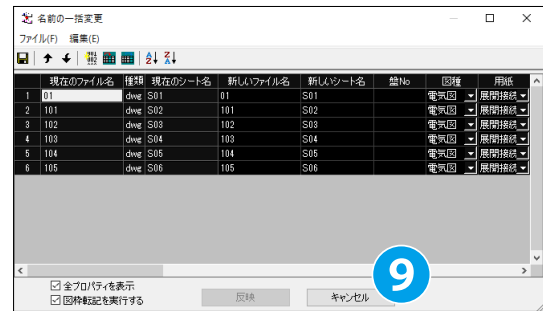 名前の一括変更
ファイル(F) 編集(E)
現在のファイル名 種類 現在のシート名 新しいファイル名 新しいシート名 盤No 図種 用紙
1 01 dwg S01 01 S01 電気図 展開接続
2 101 dwg S02 101 S02 電気図 展開接続
3 102 dwg S03 102 S03 電気図 展開接続
4 103 dwg S04 103 S04 電気図 展開接続
5 104 dwg S05 104 S05 電気図 展開接続
6 105 dwg S06 105 S06 電気図 展開接続
9
全プロパティを表示
図枠転記を実行する
反映 キャンセル